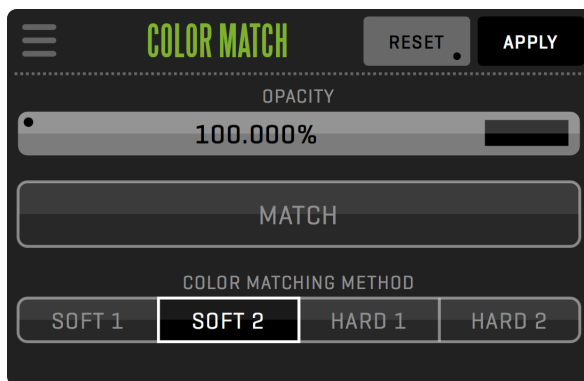 COLOR MATCH RESET APPLY
OPACITY
100.000%
MATCH
COLOR MATCHING METHOD
SOFT 1 SOFT 2 HARD 1 HARD 2